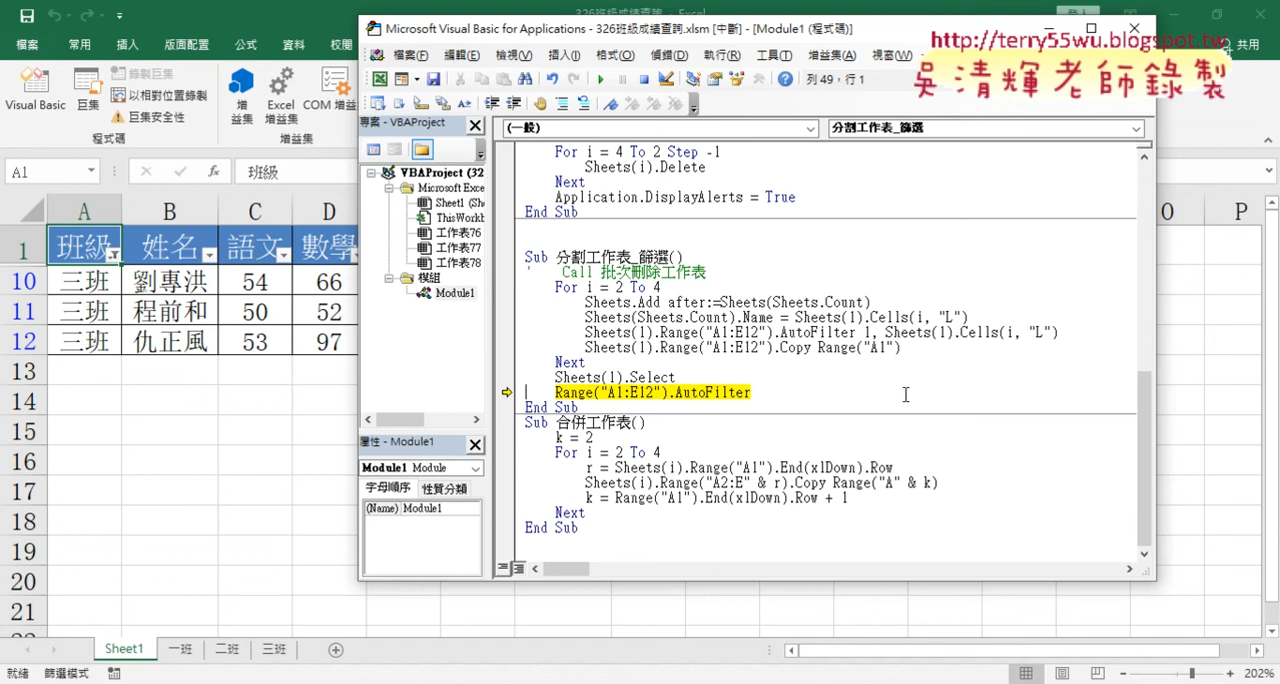 326班級成績查詢.xlsm - Excel
登入
檔案 常用 插入 版面配置 公式 資料 校閱
共用
Visual Basic 巨集 錄製巨集
以相對位置錄製
巨集安全性
增益集 Excel 增益集 COM 增益
程式碼 增益集
A1 班級
A B C D O P
1 班級 姓名 語文 數學
10 三班 劉專洪 54 66
11 三班 程前和 50 52
12 三班 仇正風 53 97
13
14
15
16
17
18
19
20
21
Sheet1 一班 二班 三班
就緒 篩選模式 202%
Microsoft Visual Basic for Applications - 326班級成績查詢.xlsm [中斷] - [Module1 (程式碼)]
檔案(F) 編輯(E) 檢視(V) 插入(I) 格式(O) 偵錯(D) 執行(R) 工具(T) 增益集(A) 視窗(W)
列 49，行 1
http://terry55wu.blogspot.tw
吳清輝老師錄製
專案 - VBAProject
VBAProject (32
Microsoft Exce
Sheet1 (She
ThisWorkb
工作表76
工作表77
工作表78
模組
Module1
屬性 - Module1
Module1 Module
字母順序 性質分類
(Name) Module1
(一般) 分割工作表_篩選
For i = 4 To 2 Step -1
Sheets(i).Delete
Next
Application.DisplayAlerts = True
End Sub
Sub 分割工作表_篩選()
' Call 批次刪除工作表
For i = 2 To 4
Sheets.Add after:=Sheets(Sheets.Count)
Sheets(Sheets.Count).Name = Sheets(1).Cells(i, "L")
Sheets(1).Range("A1:E12").AutoFilter 1, Sheets(1).Cells(i, "L")
Sheets(1).Range("A1:E12").Copy Range("A1")
Next
Sheets(1).Select
Range("A1:E12").AutoFilter
End Sub
Sub 合併工作表()
k = 2
For i = 2 To 4
r = Sheets(i).Range("A1").End(xlDown).Row
Sheets(i).Range("A2:E" & r).Copy Range("A" & k)
k = Range("A1").End(xlDown).Row + 1
Next
End Sub